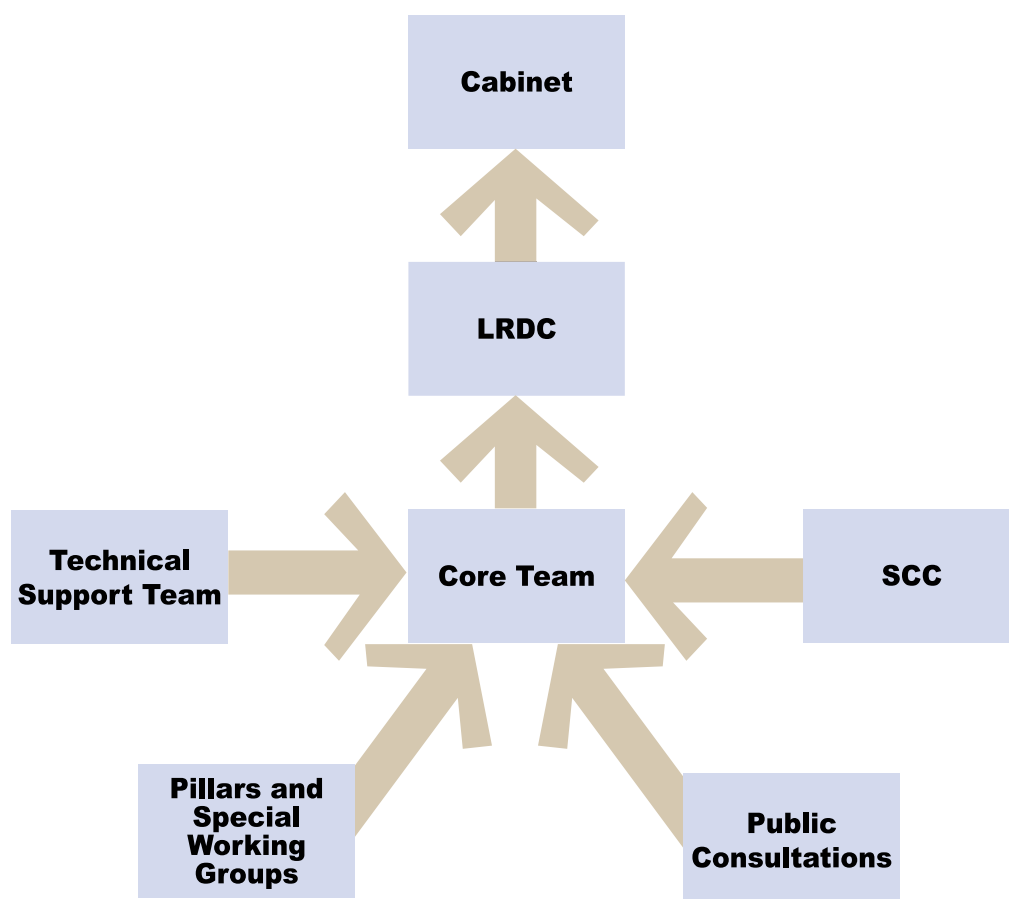 Cabinet
LRDC
Technical
Support Team
Core Team
SCC
Pillars and
Special
Working
Groups
Public
Consultations